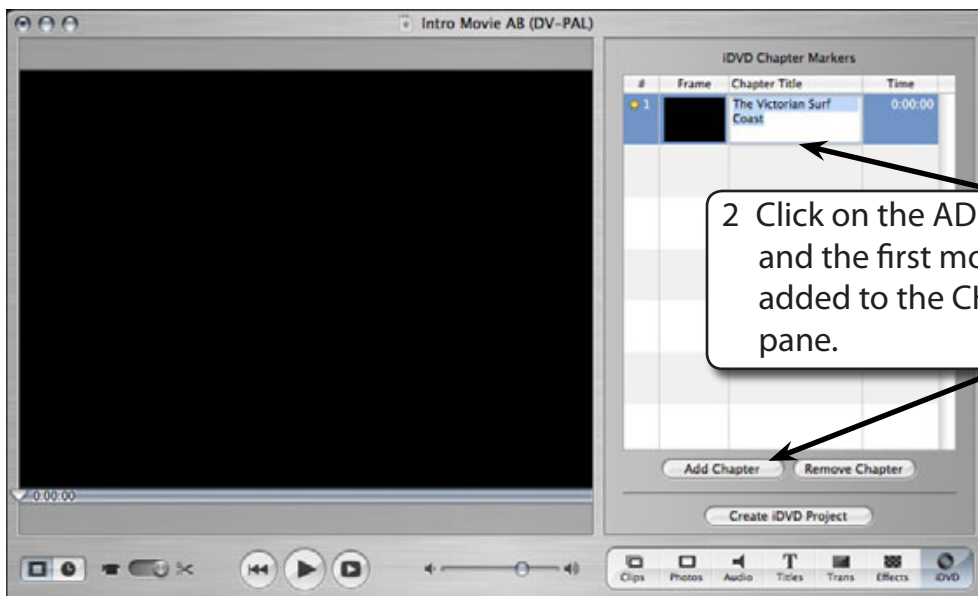 Intro Movie AB (DV-PAL)
iDVD Chapter Markers
# Frame Chapter Title Time
1 The Victorian Surf Coast 0:00:00
2 Click on the AD
and the first mo
added to the CH
pane.
Add Chapter Remove Chapter
0:00:00
Create iDVD Project
Clips Photos Audio Titles Trans Effects iDVD